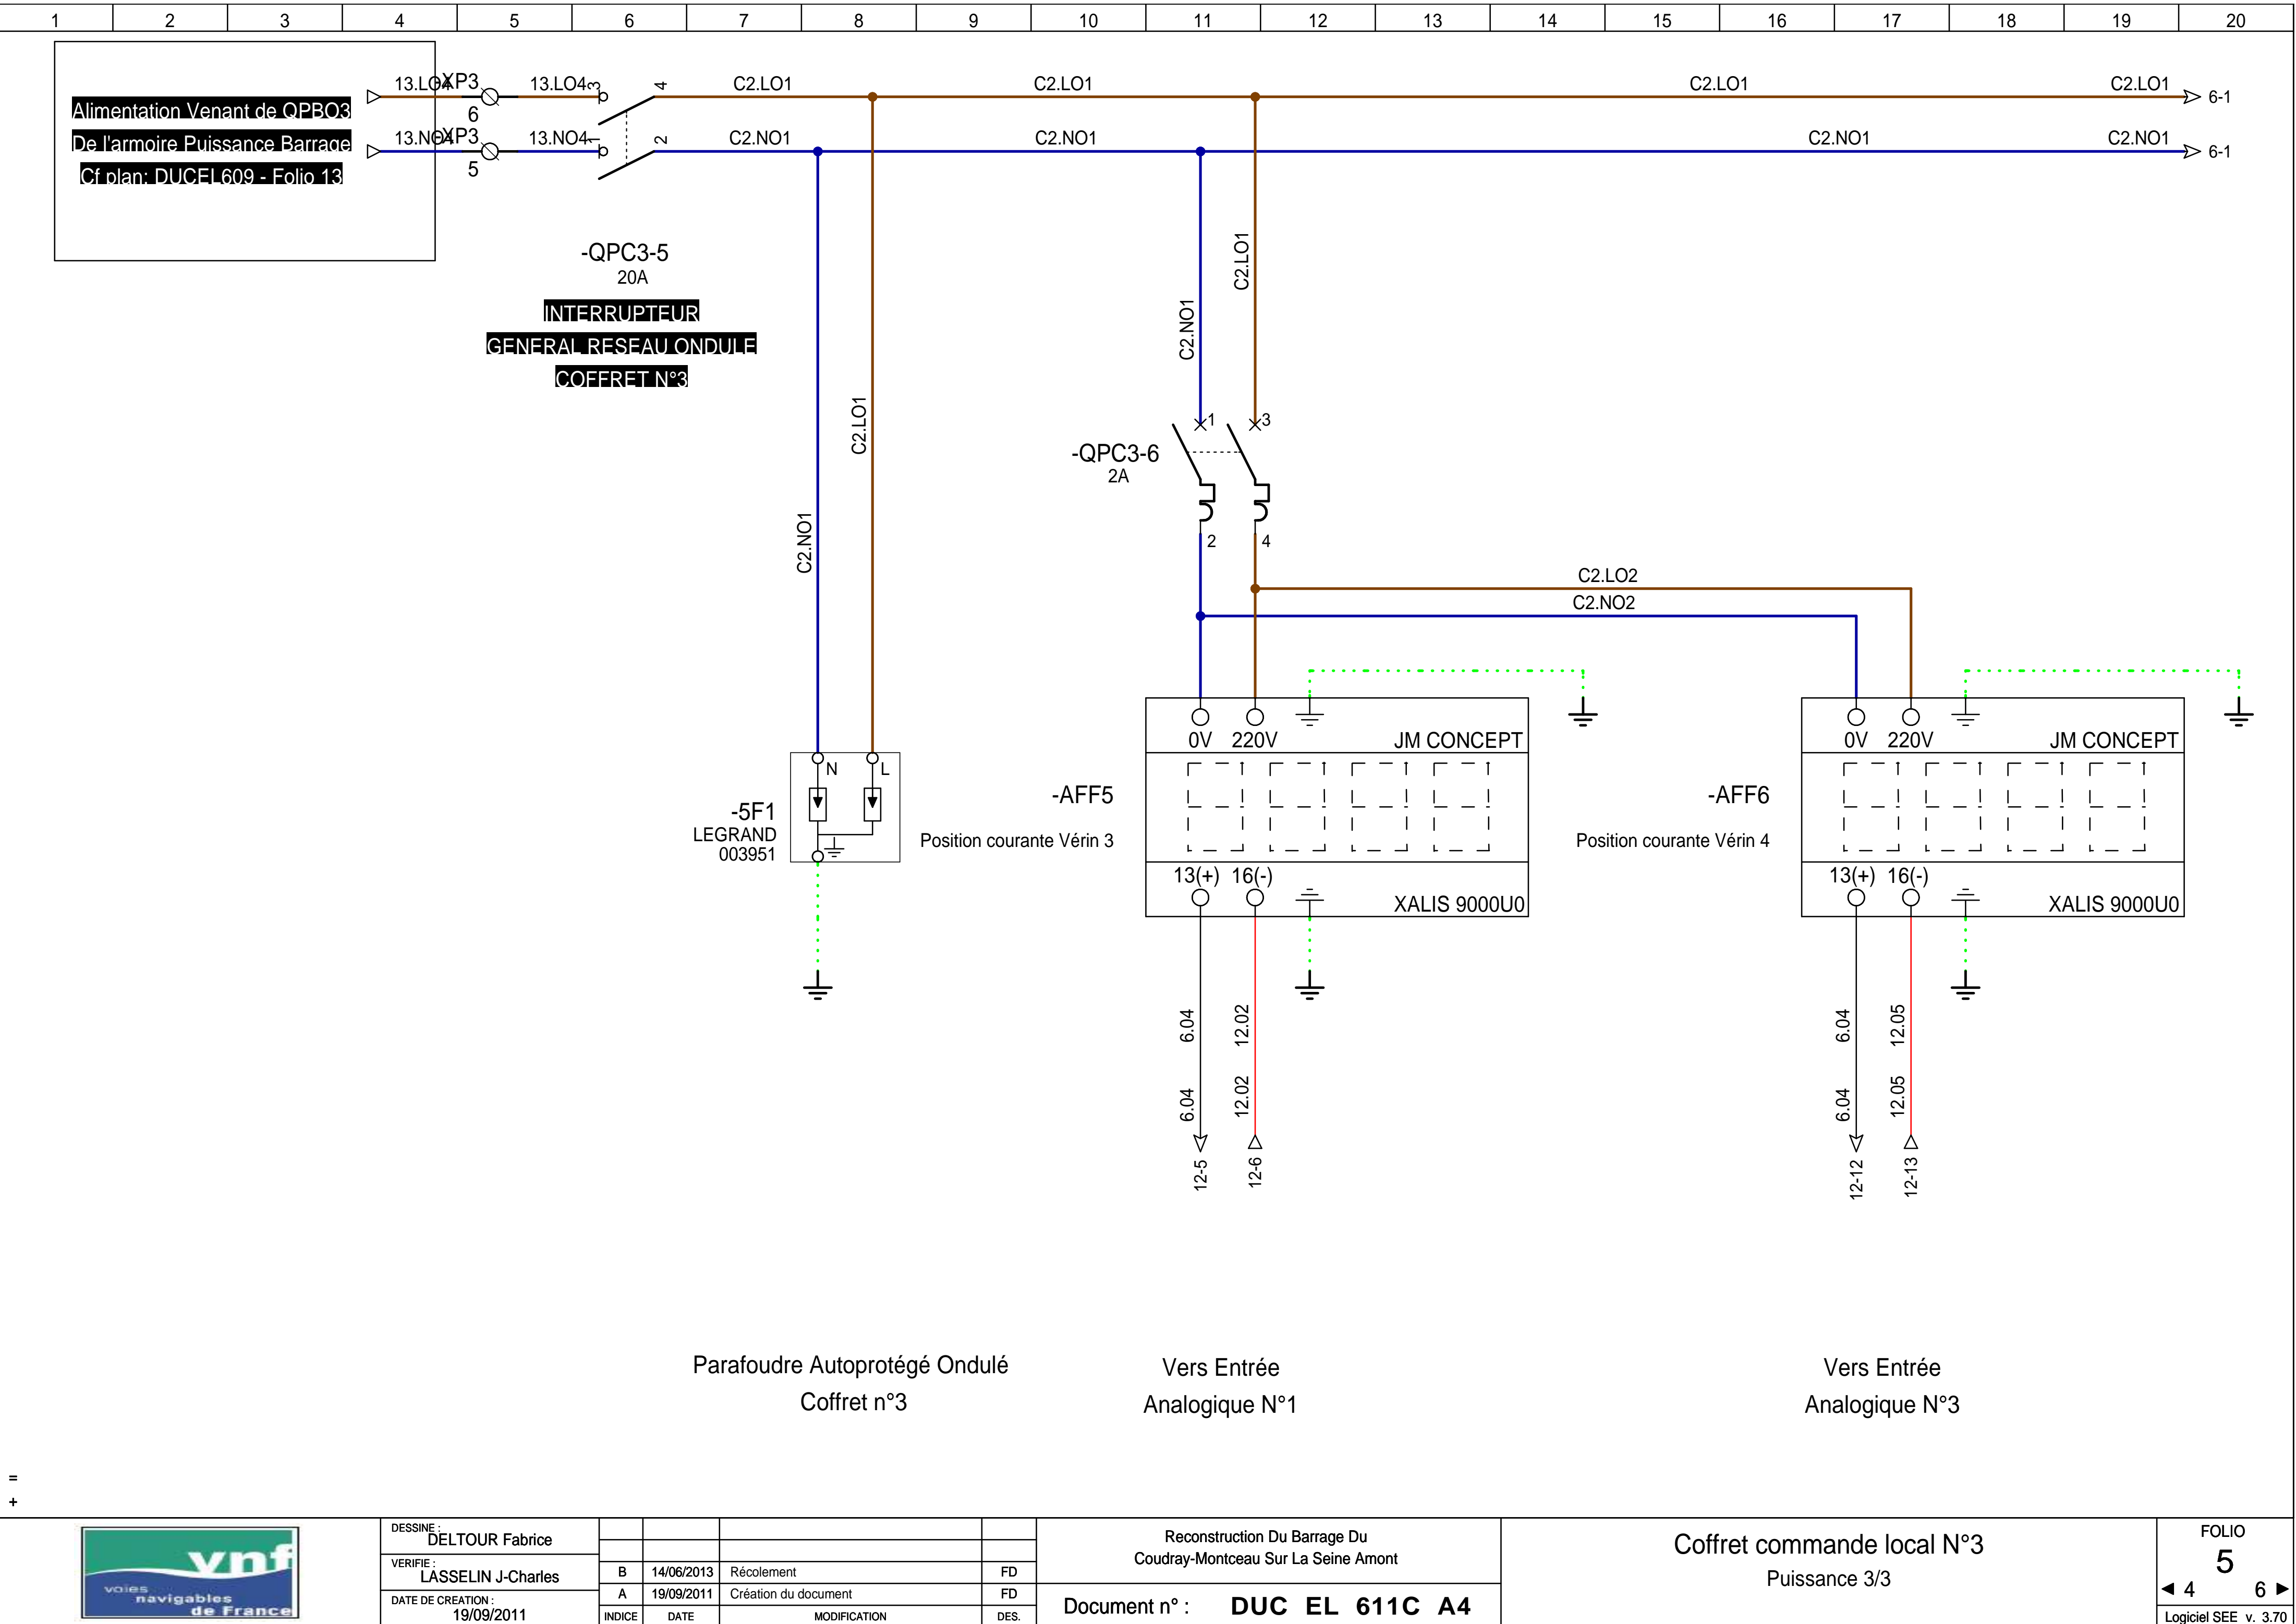 1 2 3 4 5 6 7 8 9 10 11 12 13 14 15 16 17 18 19 20
Alimentation Venant de QPBO3
De l'armoire Puissance Barrage
Cf plan: DUCEL609 - Folio 13
13.LO4 XP3 6 13.LO4 3 4 C2.LO1 C2.LO1 C2.LO1 C2.LO1 6-1
13.NO4 XP3 5 13.NO4 1 2 C2.NO1 C2.NO1 C2.NO1 C2.NO1 6-1
-QPC3-5
20A
INTERRUPTEUR
GENERAL RESEAU ONDULE
COFFRET N°3
C2.NO1
C2.LO1
C2.NO1
C2.LO1
-QPC3-6
2A
1 3
2 4
C2.LO2
C2.NO2
-5F1
LEGRAND
003951
N L
-AFF5
Position courante Vérin 3
0V 220V JM CONCEPT
13(+) 16(-)
XALIS 9000U0
6.04 12.02
6.04 12.02
12-5 12-6
-AFF6
Position courante Vérin 4
0V 220V JM CONCEPT
13(+) 16(-)
XALIS 9000U0
6.04 12.05
6.04 12.05
12-12 12-13
Parafoudre Autoprotégé Ondulé
Coffret n°3
Vers Entrée
Analogique N°1
Vers Entrée
Analogique N°3
=
+
vnf
voies
navigables
de France
DESSINE :
DELTOUR Fabrice
VERIFIE :
LASSELIN J-Charles
DATE DE CREATION :
19/09/2011
B 14/06/2013 Récolement FD
A 19/09/2011 Création du document FD
INDICE DATE MODIFICATION DES.
Reconstruction Du Barrage Du
Coudray-Montceau Sur La Seine Amont
Document n° : DUC EL 611C A4
Coffret commande local N°3
Puissance 3/3
FOLIO
5
4 6
Logiciel SEE v. 3.70